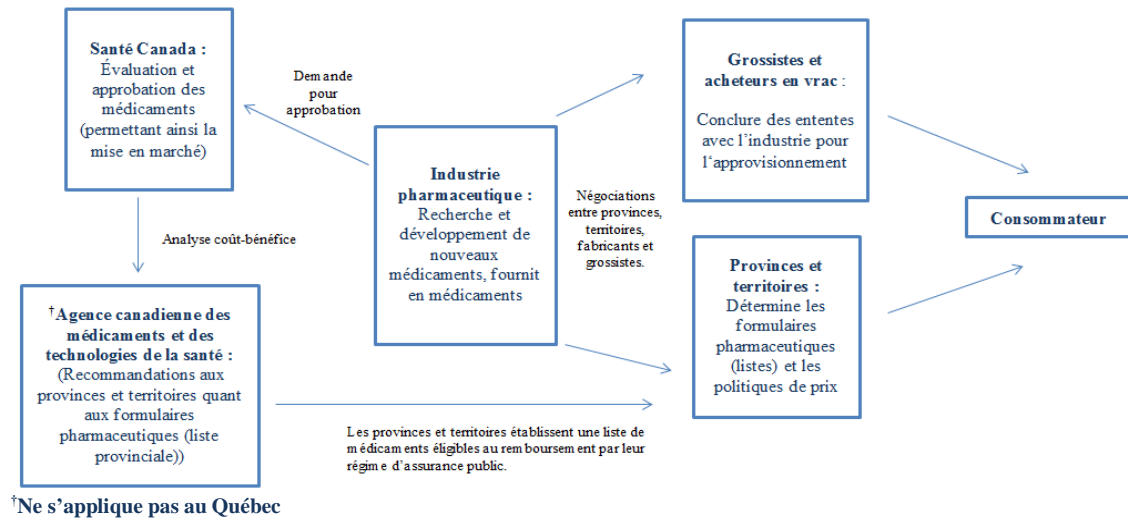 Santé Canada :
Évaluation et
approbation des
médicaments
(permettant ainsi la
mise en marché)
Demande
pour
approbation
Grossistes et
acheteurs en vrac :
Conclure des ententes
avec l'industrie pour
l'approvisionnement
Industrie
pharmaceutique :
Recherche et
développement de
nouveaux
médicaments, fournit
en médicaments
Négociations
entre provinces,
territoires,
fabricants et
grossistes.
Consommateur
Analyse coût-bénéfice
Provinces et
territoires :
Détermine les
formulaires
pharmaceutiques
(listes) et les
politiques de prix
†Agence canadienne des
médicaments et des
technologies de la santé :
(Recommandations aux
provinces et territoires quant
aux formulaires
pharmaceutiques (liste
provinciale))
Les provinces et territoires établissent une liste de
médicaments éligibles au remboursement par leur
régime d'assurance public.
†Ne s'applique pas au Québec